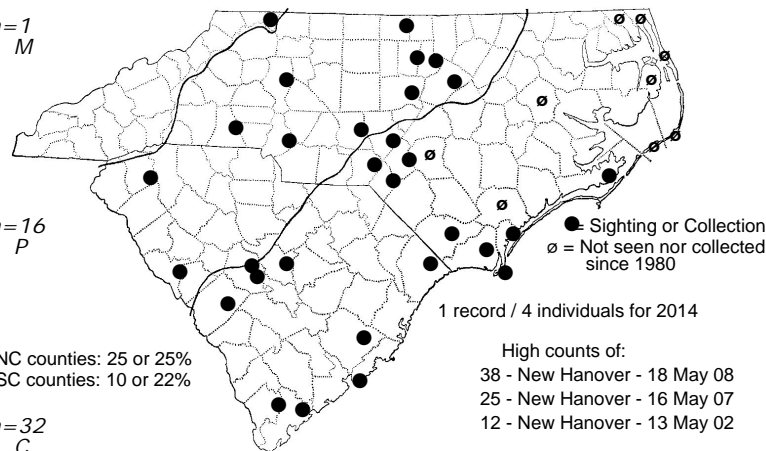 n=1
M
n=16
P
● = Sighting or Collection
ø = Not seen nor collected
since 1980
1 record / 4 individuals for 2014
NC counties: 25 or 25%
SC counties: 10 or 22%
High counts of:
38 - New Hanover - 18 May 08
25 - New Hanover - 16 May 07
12 - New Hanover - 13 May 02
n=32
C